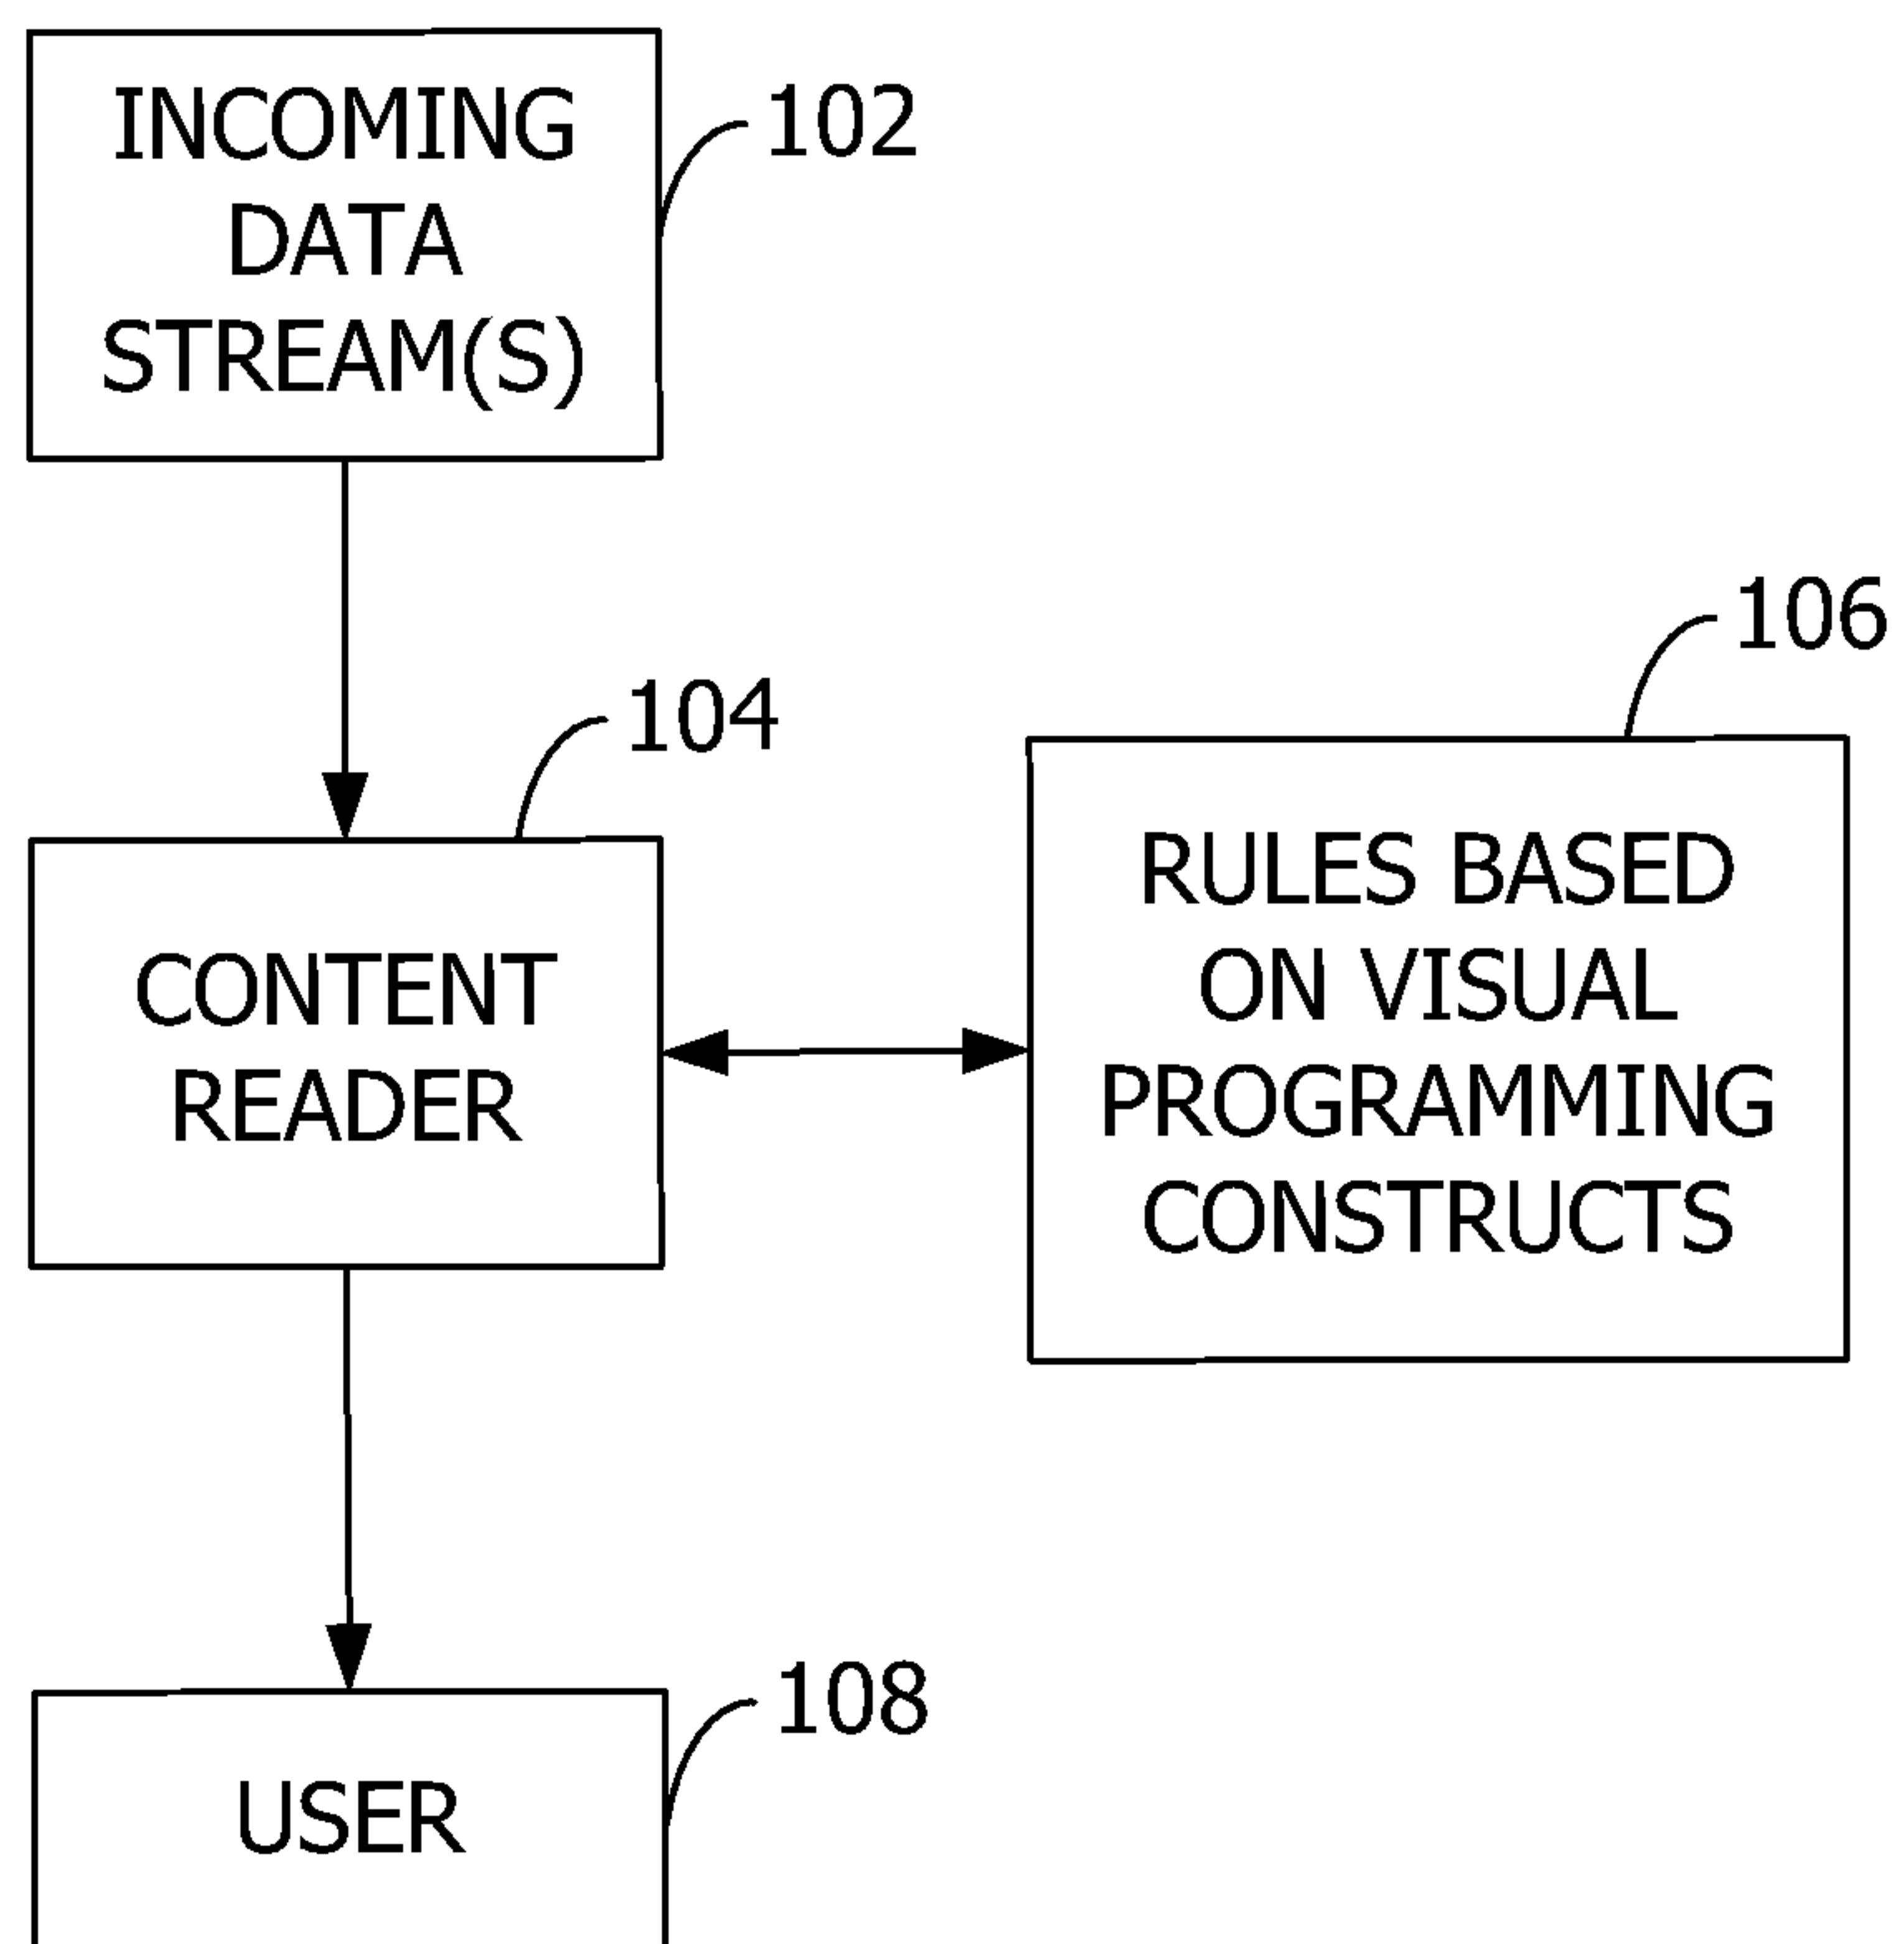 INCOMING
DATA
STREAM(S)
102
104
CONTENT
READER
106
RULES BASED
ON VISUAL
PROGRAMMING
CONSTRUCTS
108
USER